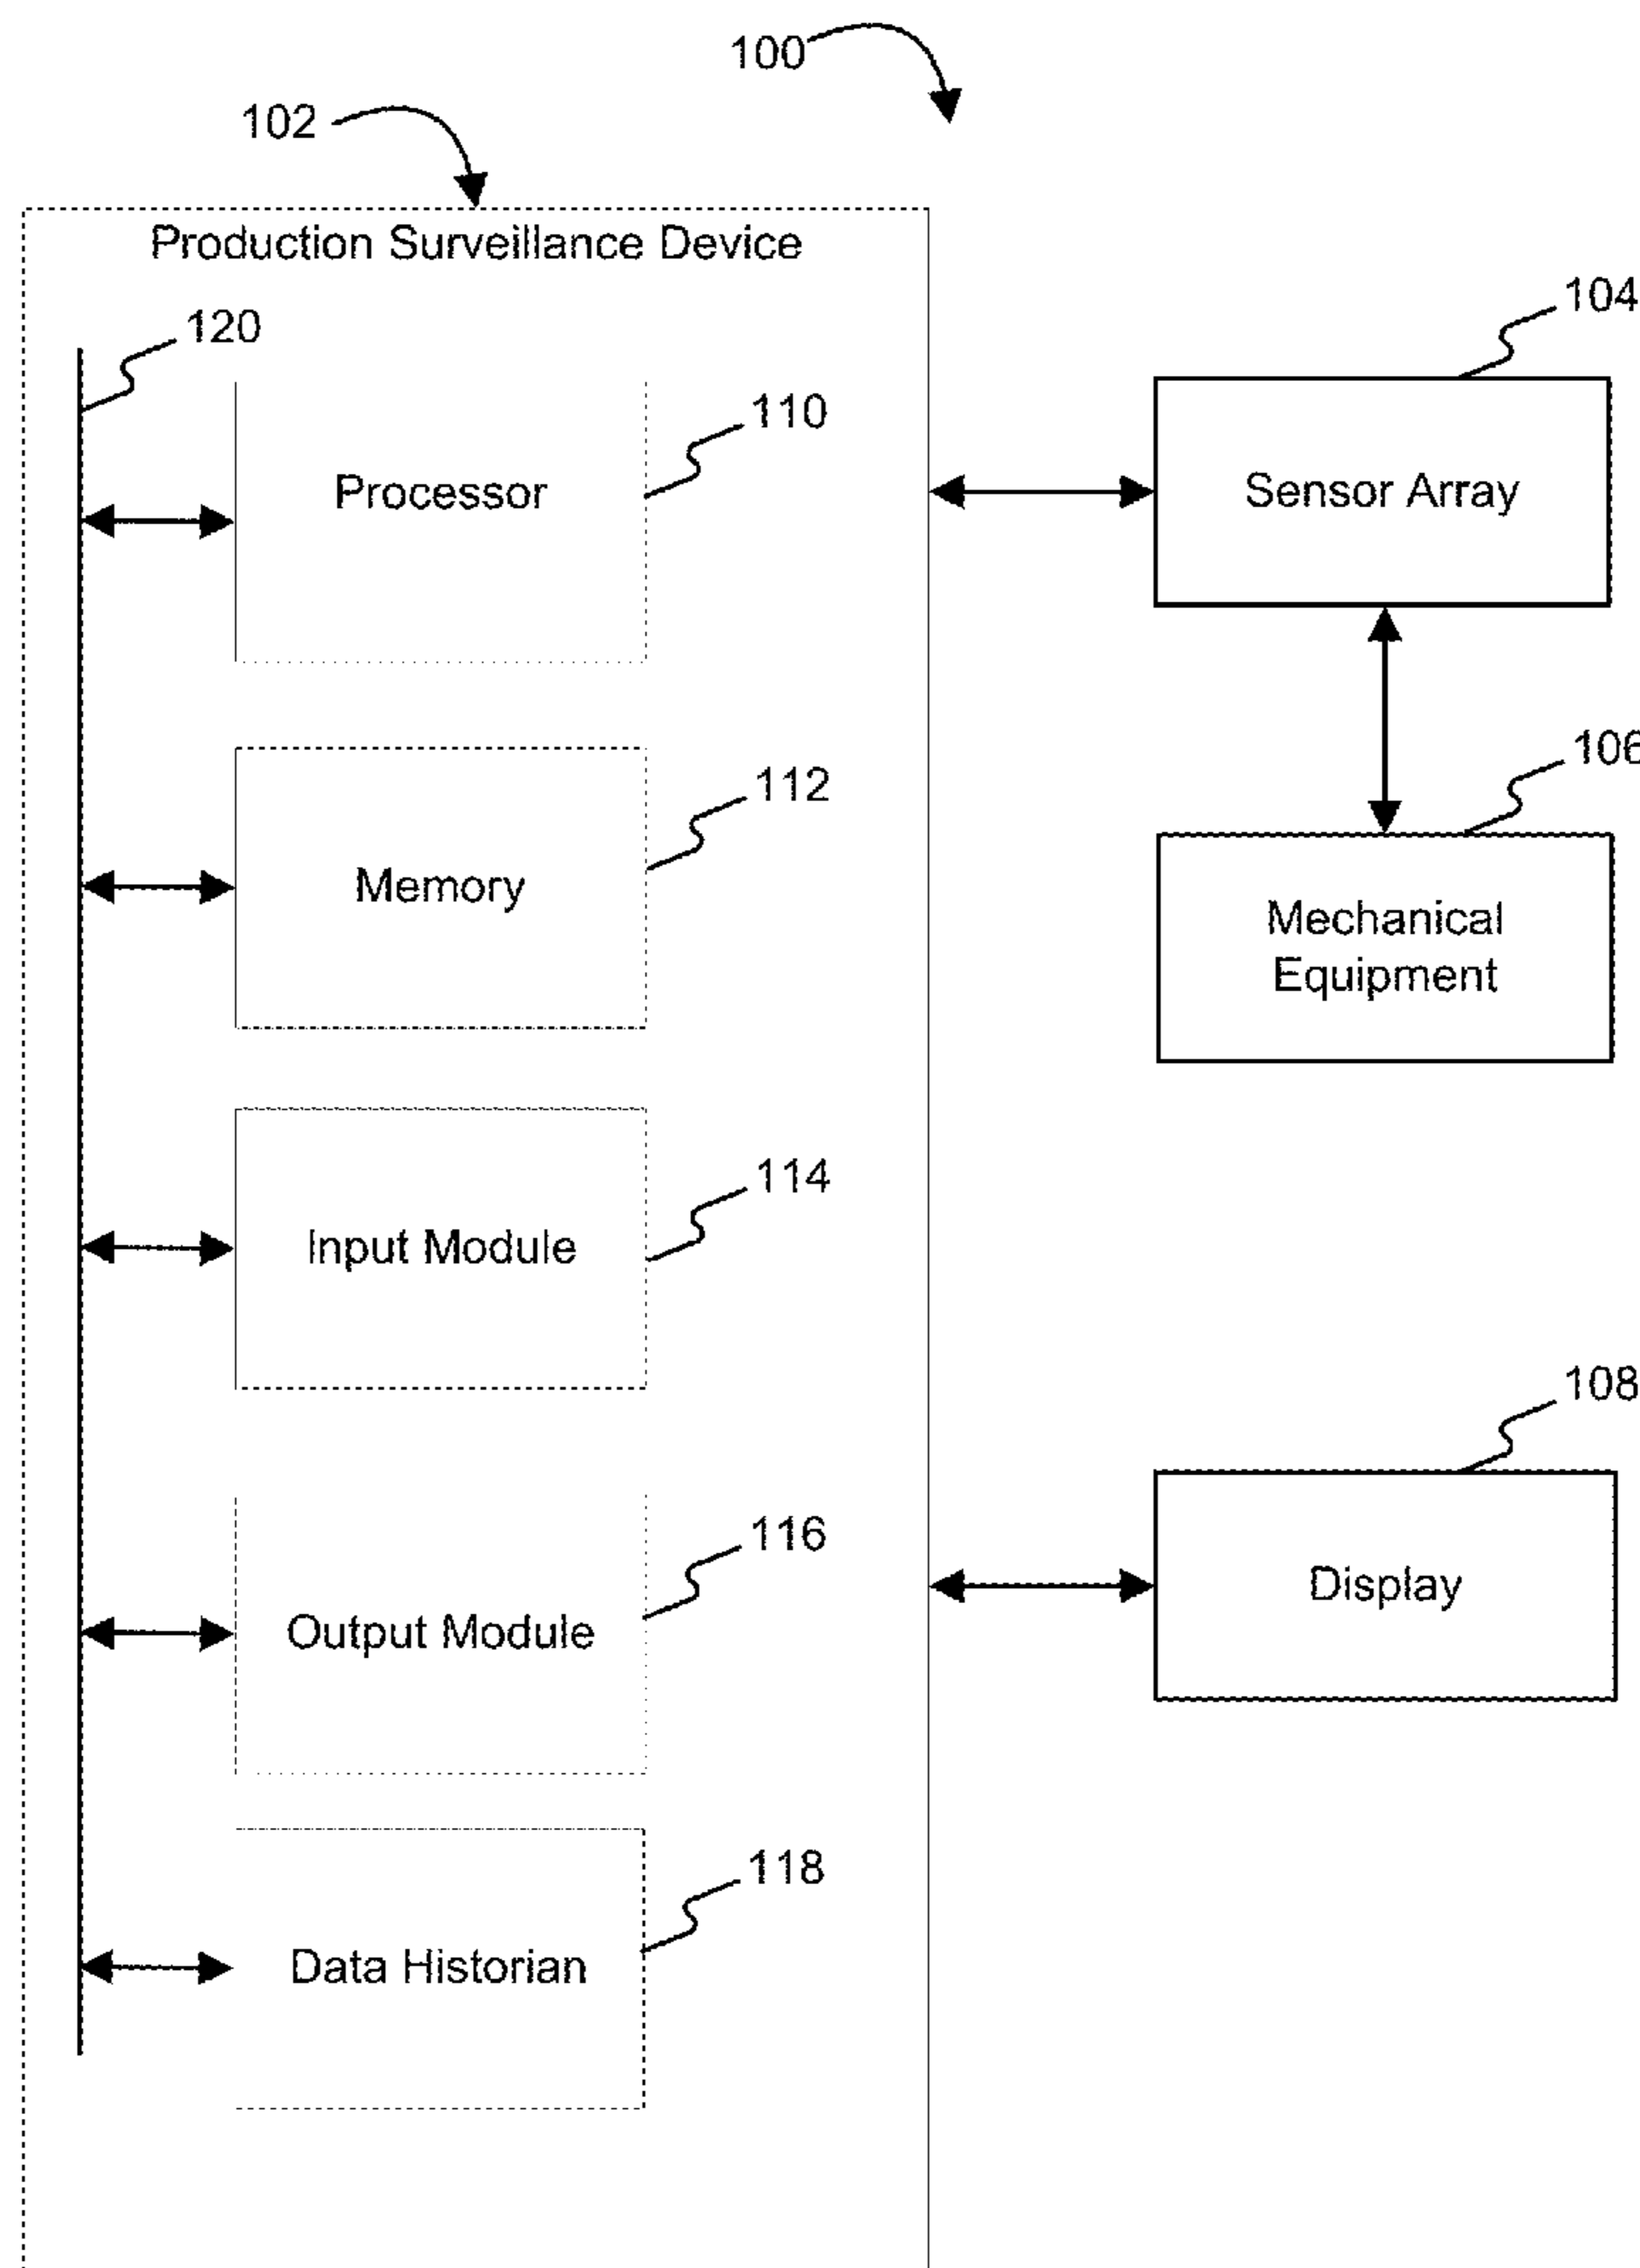 100
102
Production Surveillance Device
120
104
110
Processor
Sensor Array
106
112
Memory
Mechanical
Equipment
114
Input Module
108
116
Output Module
Display
118
Data Historian